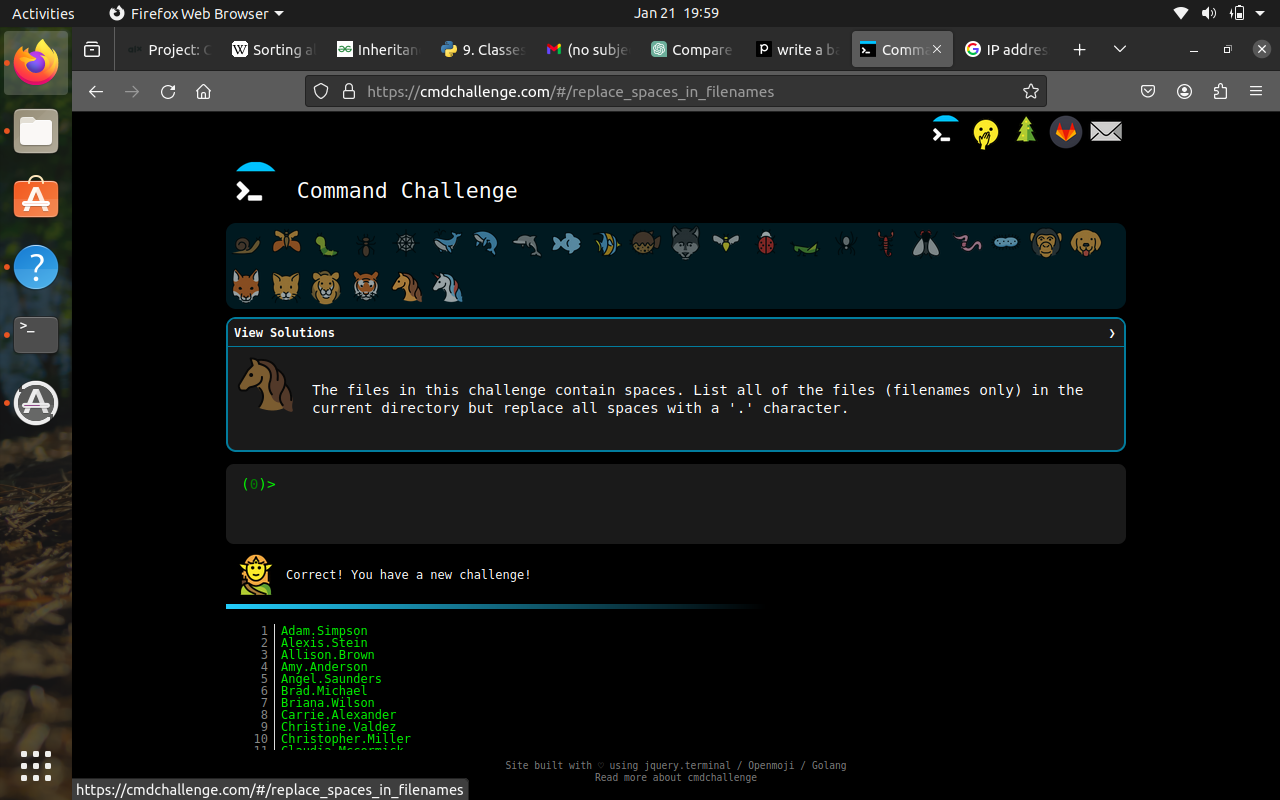 Activities Firefox Web Browser Jan 21 19:59
Project: C Sorting al Inheritan 9. Classes (no subje Compare write a ba Comma IP addres
https://cmdchallenge.com/#/replace_spaces_in_filenames
Command Challenge
View Solutions
The files in this challenge contain spaces. List all of the files (filenames only) in the
current directory but replace all spaces with a '.' character.
(0)>
Correct! You have a new challenge!
1 Adam.Simpson
2 Alexis.Stein
3 Allison.Brown
4 Amy.Anderson
5 Angel.Saunders
6 Brad.Michael
7 Briana.Wilson
8 Carrie.Alexander
9 Christine.Valdez
10 Christopher.Miller
11 Claudia.Mccormick
Site built with ♡ using jquery.terminal / Openmoji / Golang
Read more about cmdchallenge
https://cmdchallenge.com/#/replace_spaces_in_filenames